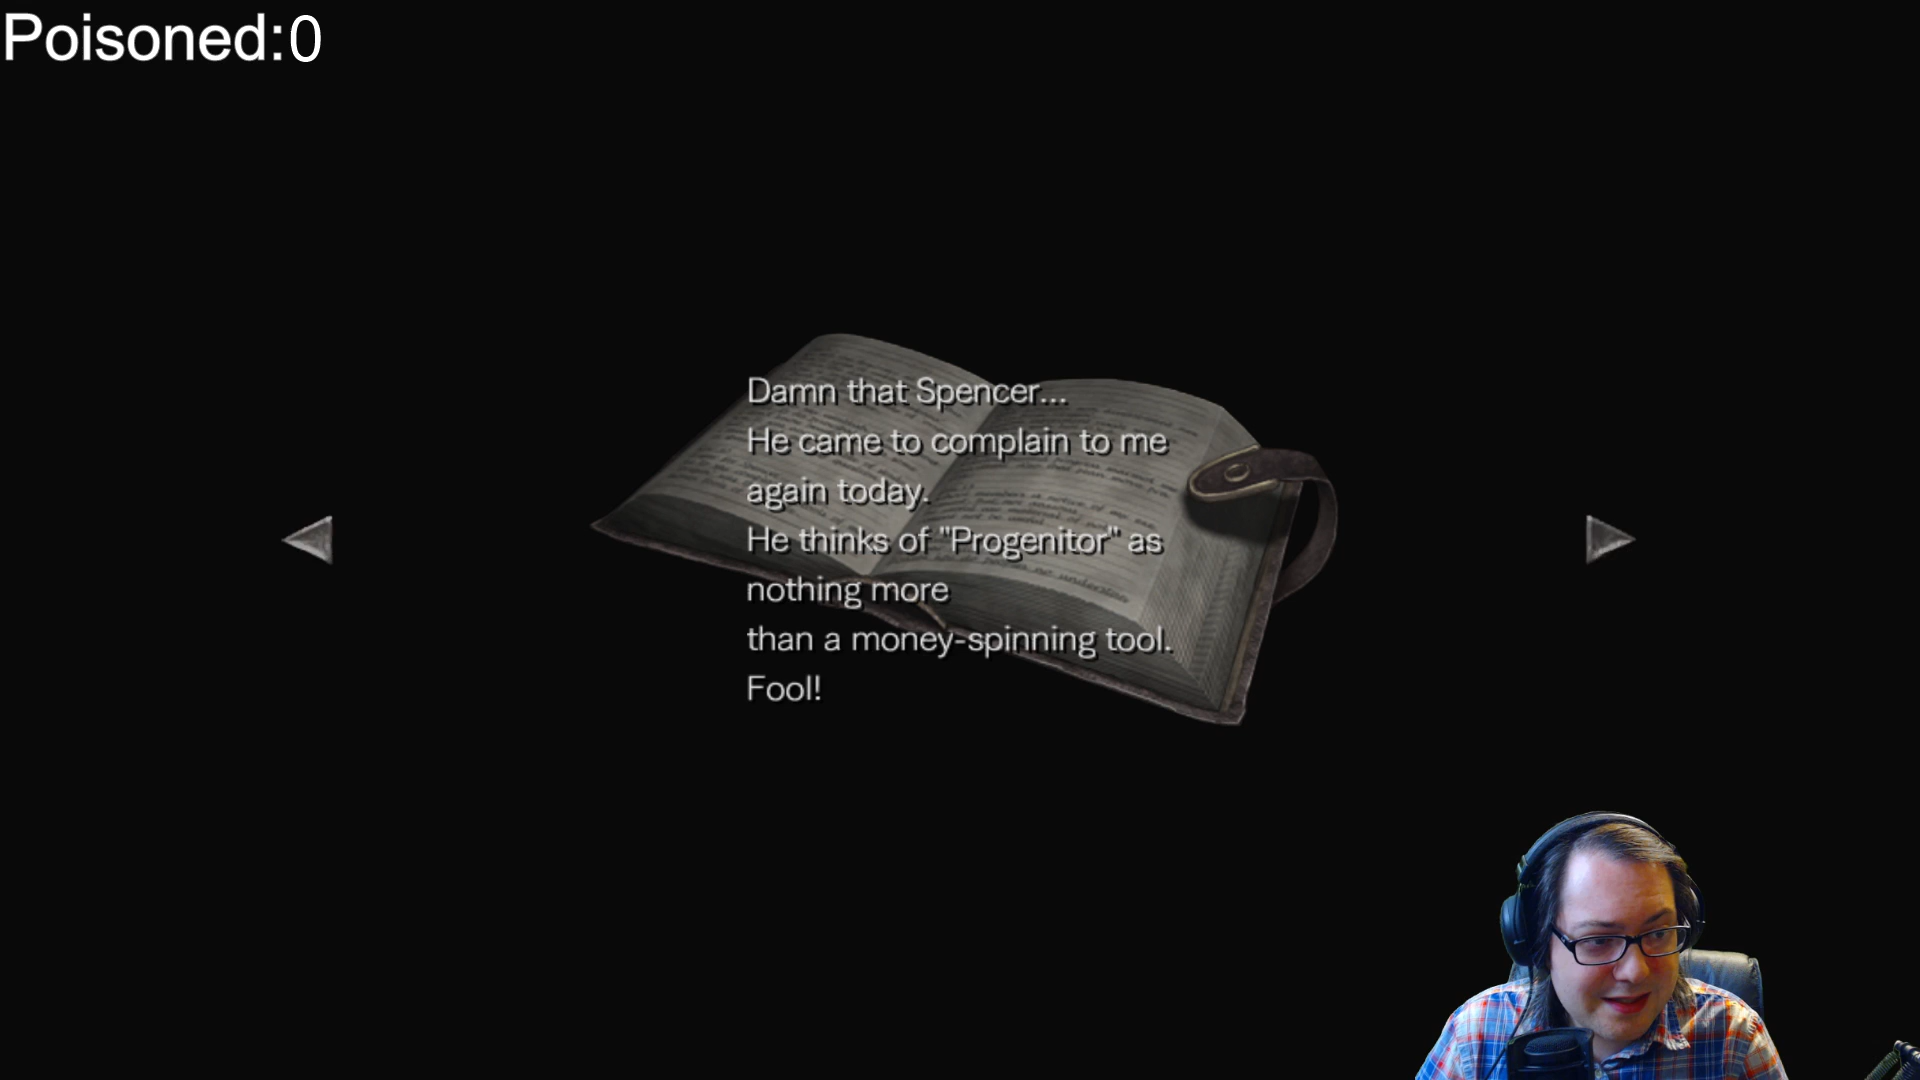 Poisoned:0
Damn that Spencer...
He came to complain to me
again today.
He thinks of "Progenitor" as
nothing more
than a money-spinning tool.
Fool!